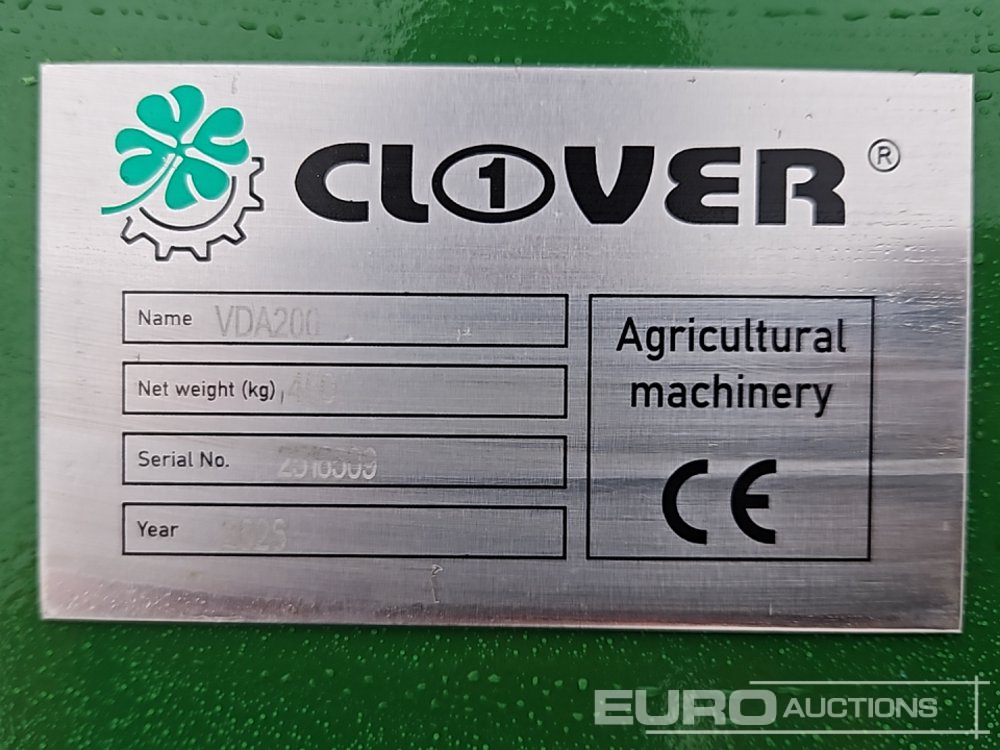 CL1VER ®
Name VDA200
Net weight (kg)
Serial No.
Year
Agricultural
machinery
CE
EURO AUCTIONS